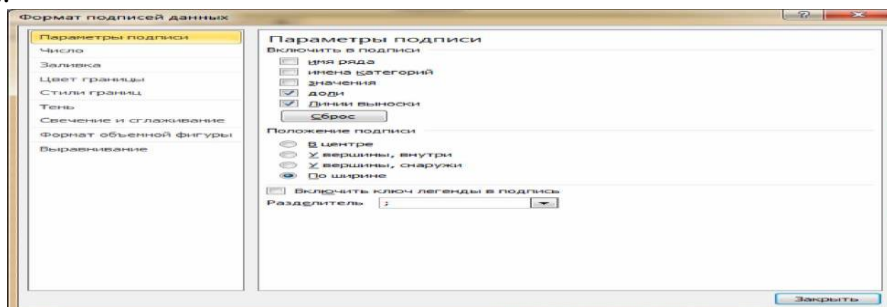 Формат подписей данных
Параметры подписи
Число
Заливка
Цвет границы
Стили границ
Тень
Свечение и сглаживание
Формат объемной фигуры
Выравнивание
Параметры подписи
Включить в подписи
имя ряда
имена категорий
значения
доли
Линии выноски
Сброс
Положение подписи
В центре
У вершины, внутри
У вершины, снаружи
По ширине
Включить ключ легенды в подпись
Разделитель ;
Закрыть